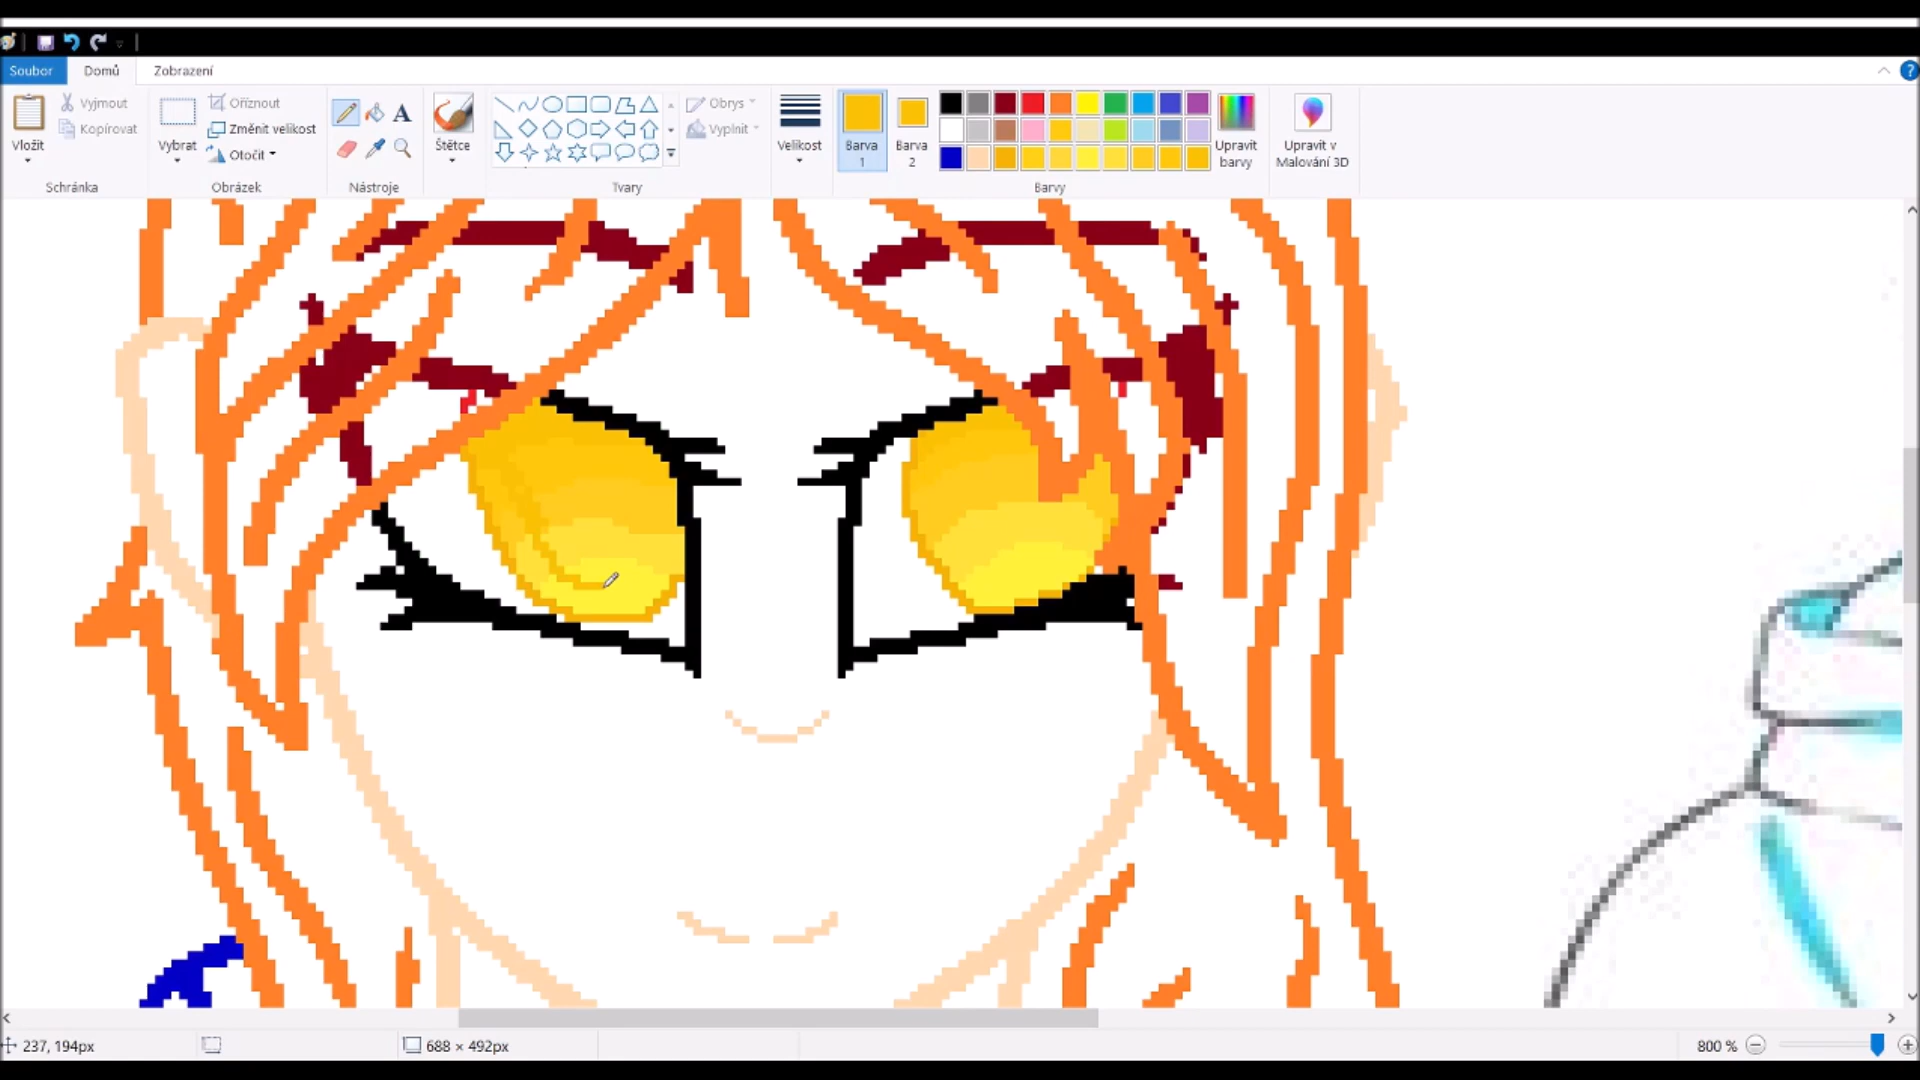 Soubor Domů Zobrazení
Vložit
Vyjmout
Kopírovat
Schránka
Vybrat
Oříznout
Změnit velikost
Otočit
Obrázek
A
Nástroje
Štětce
Obrys
Vyplnit
Tvary
Velikost
Barva 1
Barva 2
Upravit barvy
Barvy
Upravit v Malování 3D
?
237, 194px
688 × 492px
800 %